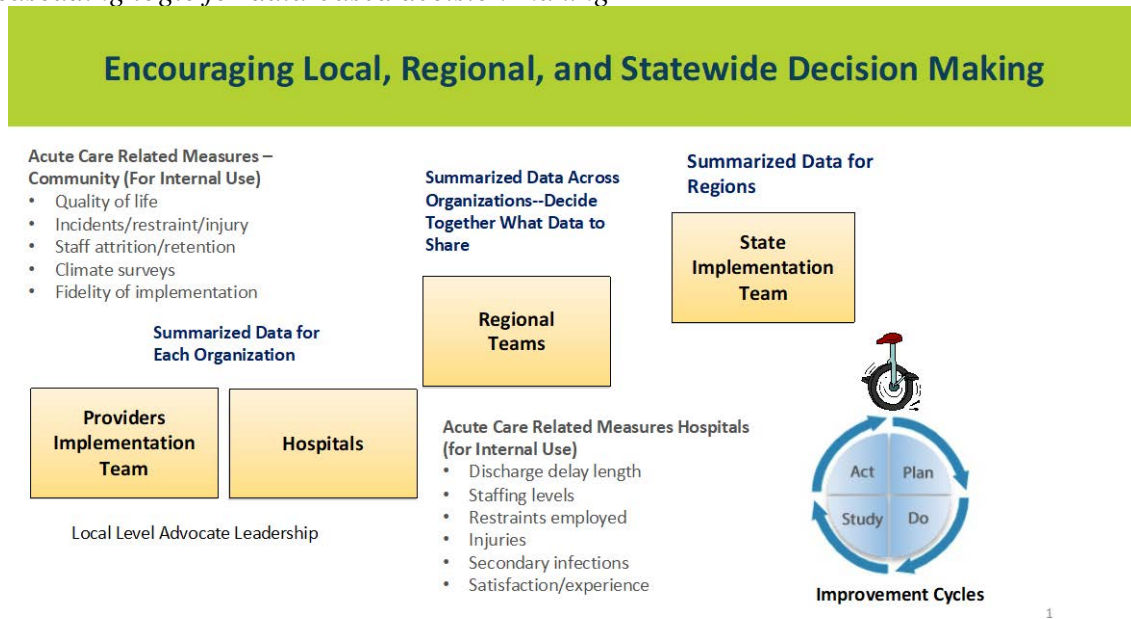 Encouraging Local, Regional, and Statewide Decision Making
Acute Care Related Measures –
Community (For Internal Use)
• Quality of life
• Incidents/restraint/injury
• Staff attrition/retention
• Climate surveys
• Fidelity of implementation
Summarized Data for
Each Organization
Providers
Implementation
Team
Hospitals
Local Level Advocate Leadership
Summarized Data Across
Organizations--Decide
Together What Data to
Share
Regional
Teams
Acute Care Related Measures Hospitals
(for Internal Use)
• Discharge delay length
• Staffing levels
• Restraints employed
• Injuries
• Secondary infections
• Satisfaction/experience
Summarized Data for
Regions
State
Implementation
Team
Act
Plan
Study
Do
Improvement Cycles
1